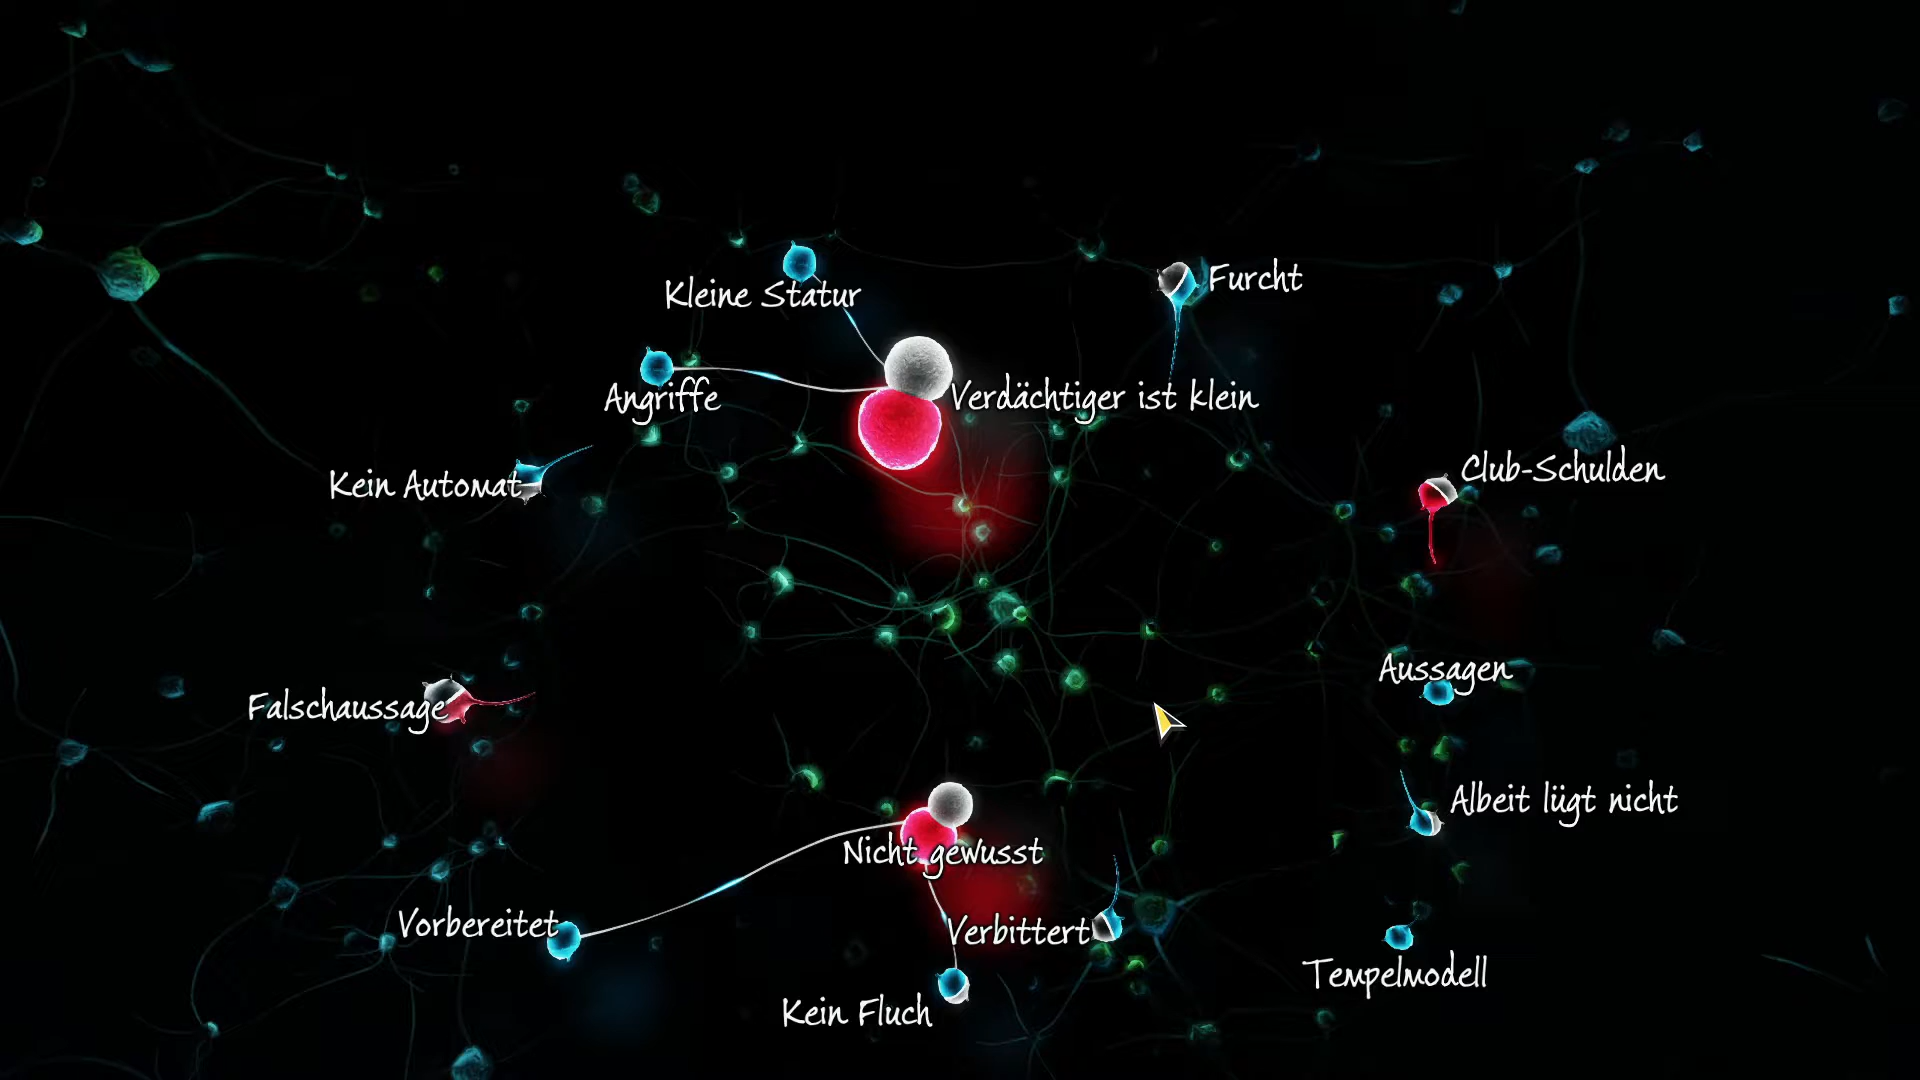 Furcht
Kleine Statur
Angriffe
Verdächtiger ist klein
Club-Schulden
Kein Automat
Aussagen
Falschaussage
Albeit lügt nicht
Nicht gewusst
Vorbereitet
Verbittert
Tempelmodell
Kein Fluch